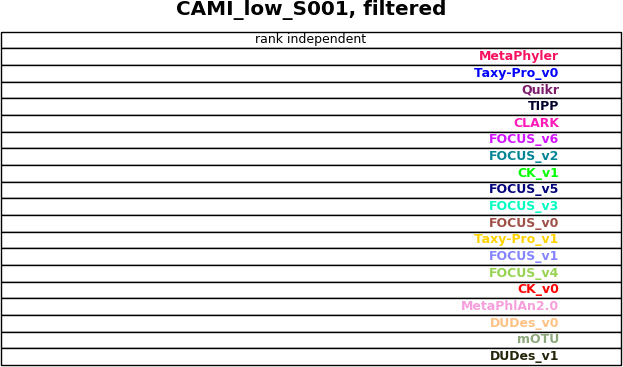 CAMI_low_S001, filtered
rank independent
MetaPhyler
Taxy-Pro_v0
Quikr
TIPP
CLARK
FOCUS_v6
FOCUS_v2
CK_v1
FOCUS_v5
FOCUS_v3
FOCUS_v0
Taxy-Pro_v1
FOCUS_v1
FOCUS_v4
CK_v0
MetaPhlAn2.0
DUDes_v0
mOTU
DUDes_v1